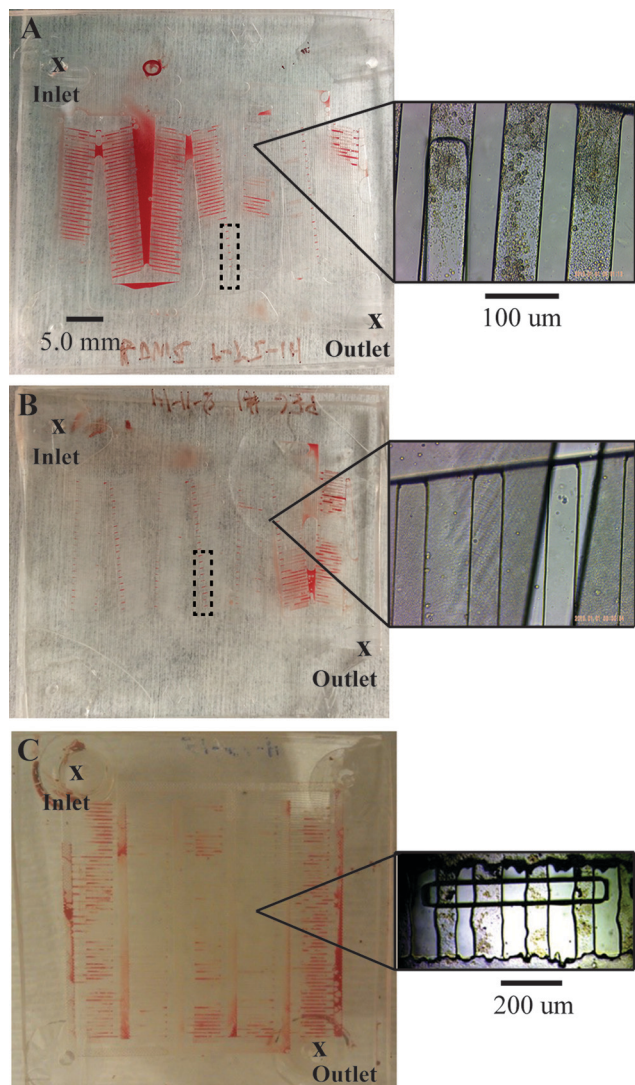 A
X
Inlet
5.0 mm
X
Outlet
100 um
B
X
Inlet
X
Outlet
C
X
Inlet
200 um
X
Outlet